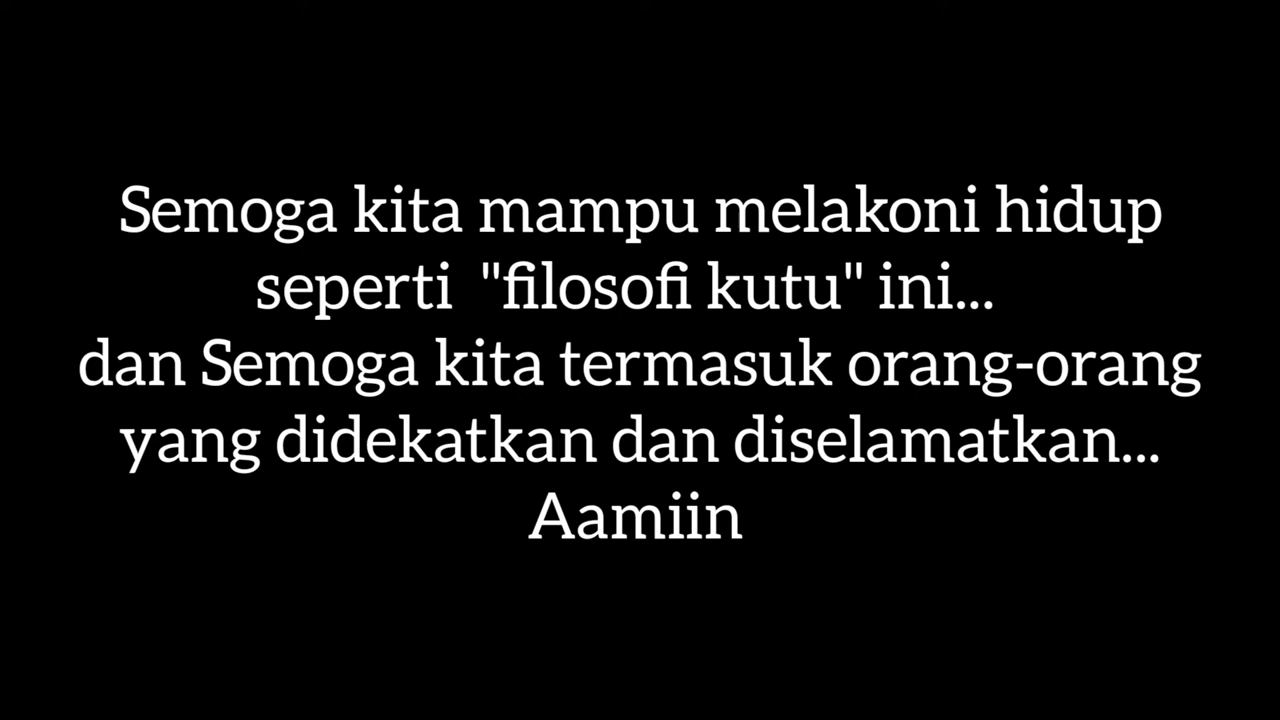 Semoga kita mampu melakoni hidup
seperti "filosofi kutu" ini...
dan Semoga kita termasuk orang-orang
yang didekatkan dan diselamatkan...
Aamiin